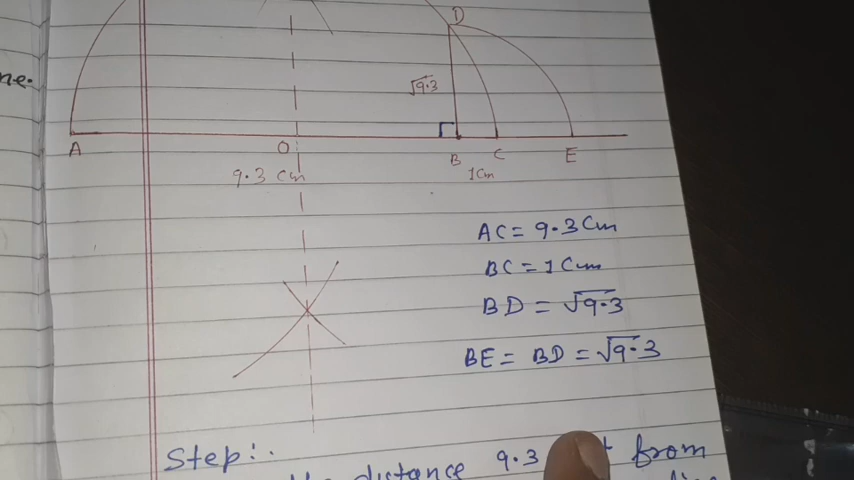 ne.
D
√9.3
A O B C E
9.3 cm 1cm
AC = 9.3 Cm
BC = 1 Cm
BD = √9.3
BE = BD = √9.3
Step:.
the distance 9.3 from